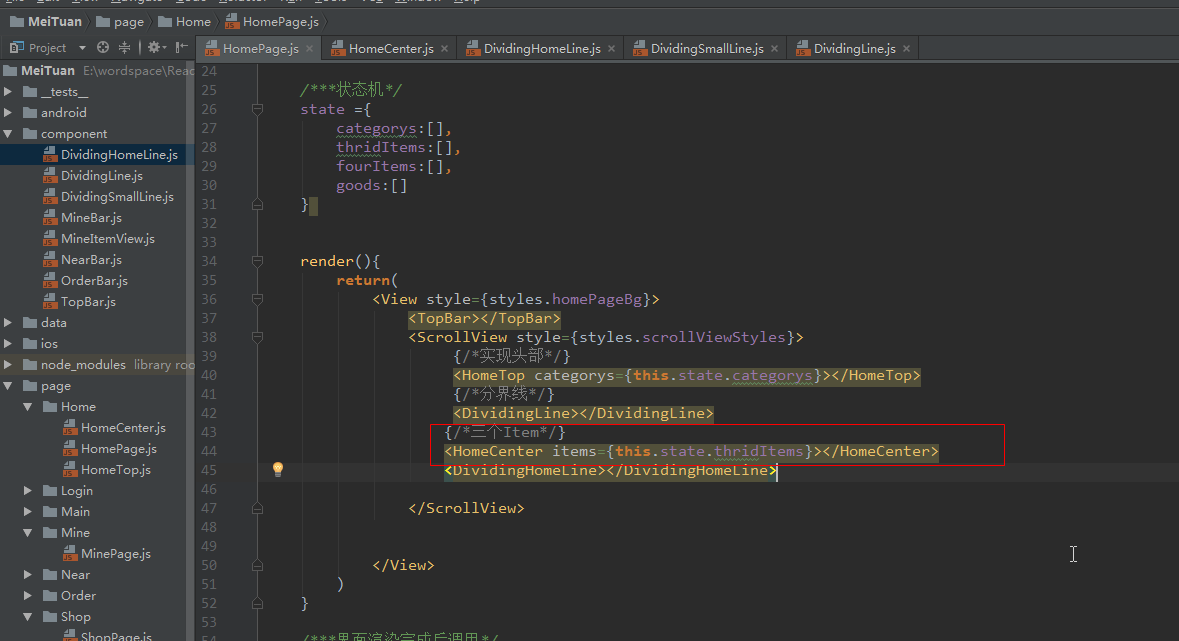 MeiTuan page Home HomePage.js
Project HomePage.js HomeCenter.js DividingHomeLine.js DividingSmallLine.js DividingLine.js
MeiTuan E:\wordspace\Reac
__tests__
android
component
DividingHomeLine.js
DividingLine.js
DividingSmallLine.js
MineBar.js
MineItemView.js
NearBar.js
OrderBar.js
TopBar.js
data
ios
node_modules library roo
page
Home
HomeCenter.js
HomePage.js
HomeTop.js
Login
Main
Mine
MinePage.js
Near
Order
Shop
ShopPage.js
24
25 /***状态机*/
26 state ={
27 categorys:[],
28 thridItems:[],
29 fourItems:[],
30 goods:[]
31 }
32
33
34 render(){
35 return(
36 <View style={styles.homePageBg}>
37 <TopBar></TopBar>
38 <ScrollView style={styles.scrollViewStyles}>
39 {/*实现头部*/}
40 <HomeTop categorys={this.state.categorys}></HomeTop>
41 {/*分界线*/}
42 <DividingLine></DividingLine>
43 {/*三个Item*/}
44 <HomeCenter items={this.state.thridItems}></HomeCenter>
45 <DividingHomeLine></DividingHomeLine>
46
47 </ScrollView>
48
49
50 </View>
51 )
52 }
53
54 /***界面渲染完成后调用*/